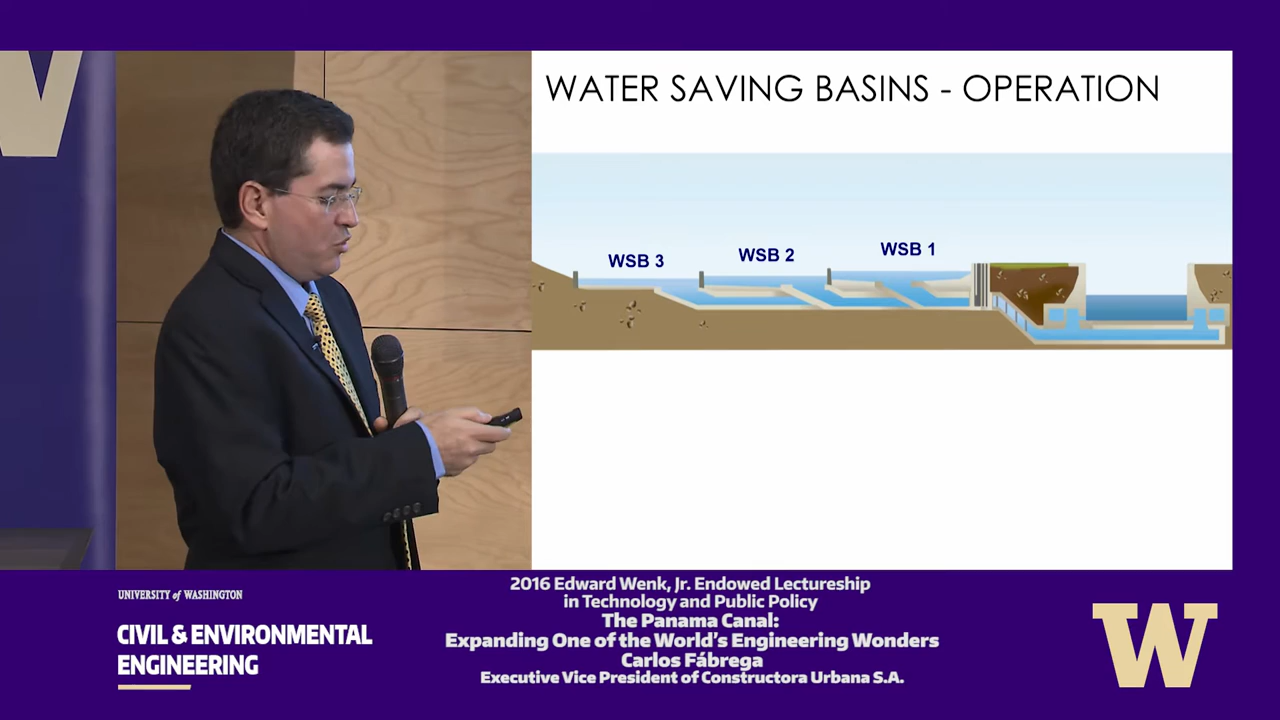 W
WATER SAVING BASINS - OPERATION
WSB 3
WSB 2
WSB 1
UNIVERSITY of WASHINGTON
CIVIL & ENVIRONMENTAL
ENGINEERING
2016 Edward Wenk, Jr. Endowed Lectureship
in Technology and Public Policy
The Panama Canal:
Expanding One of the World's Engineering Wonders
Carlos Fábrega
Executive Vice President of Constructora Urbana S.A.
W